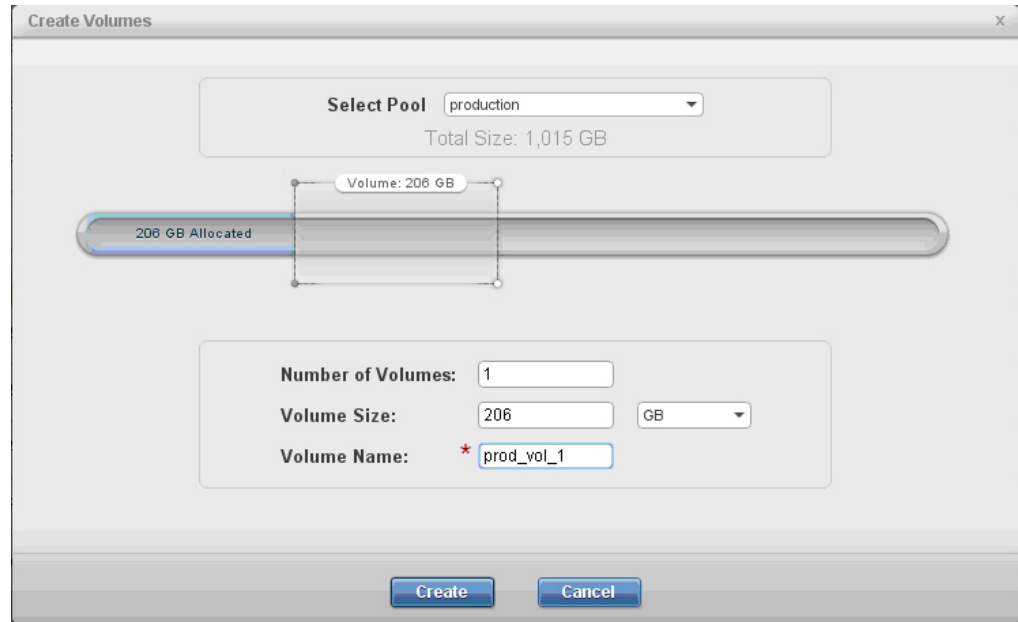 Create Volumes x
Select Pool production
Total Size: 1,015 GB
Volume: 206 GB
206 GB Allocated
Number of Volumes: 1
Volume Size: 206 GB
Volume Name: * prod_vol_1
Create Cancel